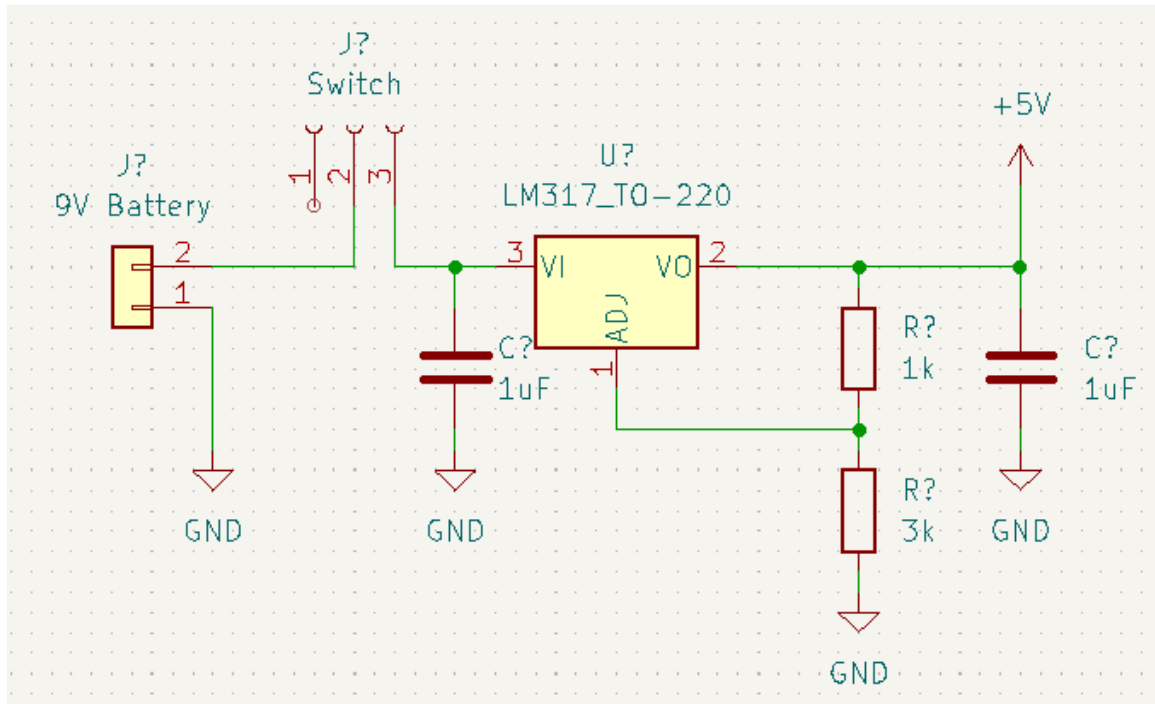 J?
Switch
+5V
J?
9V Battery
1
2
3
U?
LM317_TO-220
2
1
3
VI
VO
2
ADJ
1
C?
1uF
R?
1k
C?
1uF
R?
3k
GND
GND
GND
GND